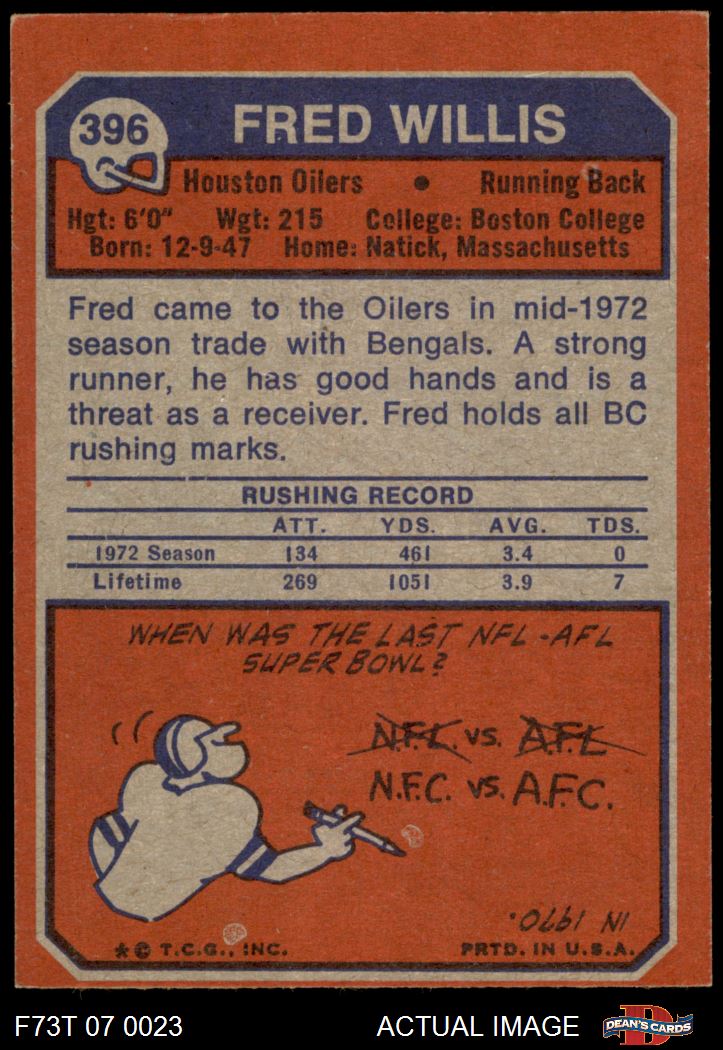 396
FRED WILLIS
Houston Oilers • Running Back
Hgt: 6'0" Wgt: 215 College: Boston College
Born: 12-9-47 Home: Natick, Massachusetts
Fred came to the Oilers in mid-1972
season trade with Bengals. A strong
runner, he has good hands and is a
threat as a receiver. Fred holds all BC
rushing marks.
RUSHING RECORD
ATT. YDS. AVG. TDS.
1972 Season 134 461 3.4 0
Lifetime 269 1051 3.9 7
WHEN WAS THE LAST NFL-AFL
SUPER BOWL?
N.F.L. vs. A.F.L
N.F.C. vs. A.F.C.
IN 1970.
* © T.C.G., INC. PRTD. IN U.S.A.
F73T 07 0023 ACTUAL IMAGE D DEAN'S CARDS